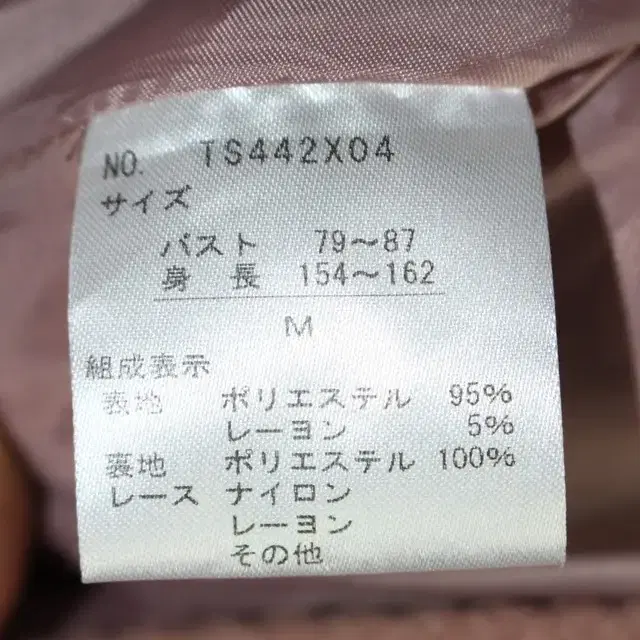 NO. TS442X04
サイズ
バスト 79～87
身長 154～162
M
組成表示
表地 ポリエステル 95%
レーヨン 5%
裏地 ポリエステル 100%
レース ナイロン
レーヨン
その他